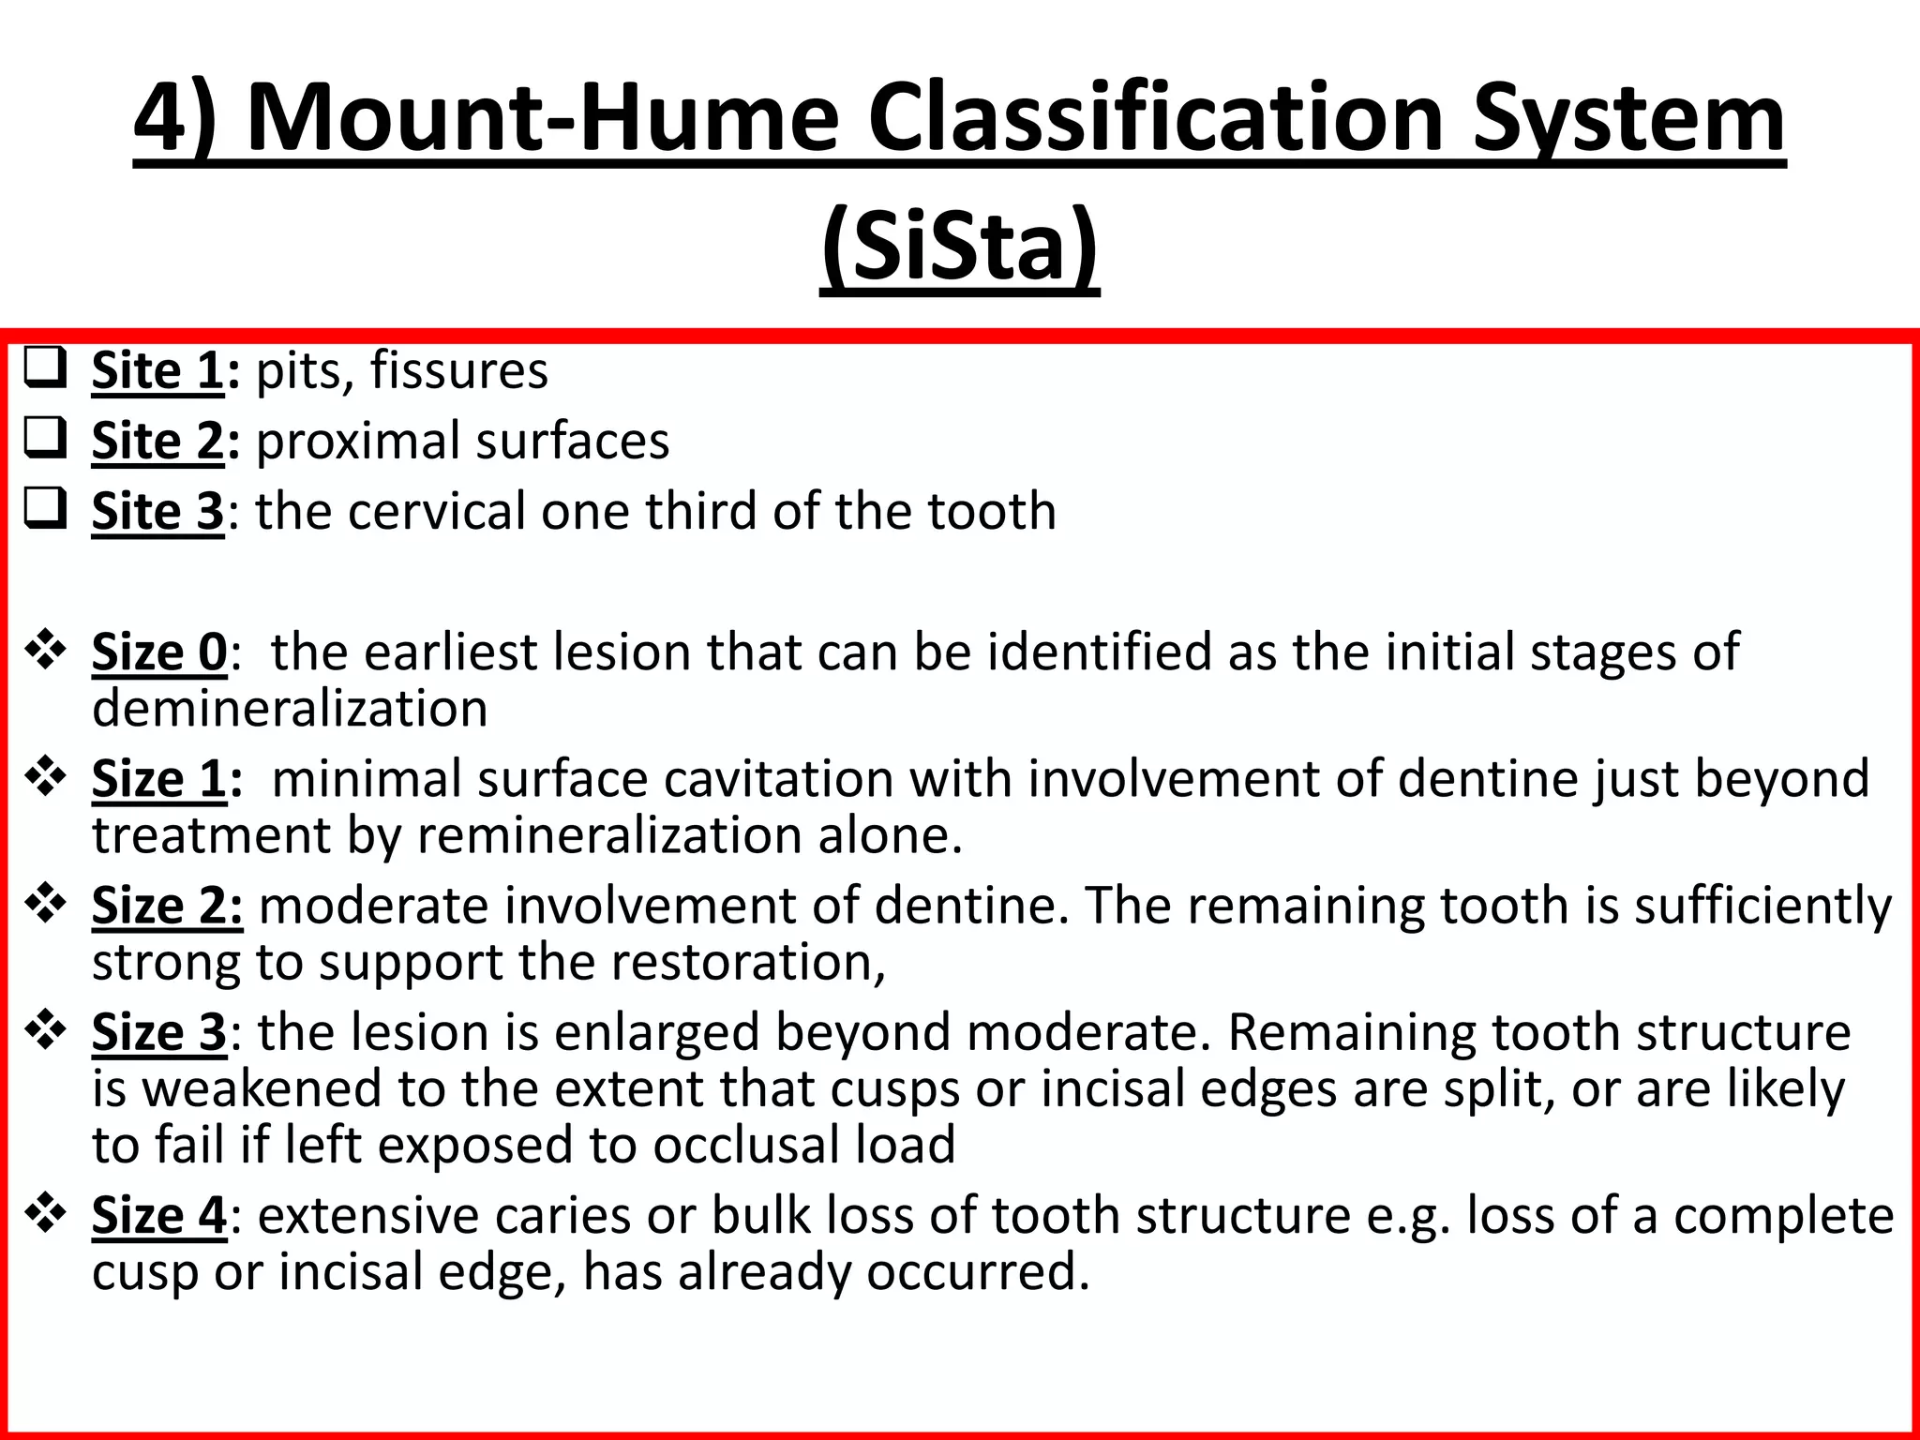 4) Mount-Hume Classification System
(SiSta)
❑ Site 1: pits, fissures
❑ Site 2: proximal surfaces
❑ Site 3: the cervical one third of the tooth
❖ Size 0:  the earliest lesion that can be identified as the initial stages of
demineralization
❖ Size 1:  minimal surface cavitation with involvement of dentine just beyond
treatment by remineralization alone.
❖ Size 2: moderate involvement of dentine. The remaining tooth is sufficiently
strong to support the restoration,
❖ Size 3: the lesion is enlarged beyond moderate. Remaining tooth structure
is weakened to the extent that cusps or incisal edges are split, or are likely
to fail if left exposed to occlusal load
❖ Size 4: extensive caries or bulk loss of tooth structure e.g. loss of a complete
cusp or incisal edge, has already occurred.